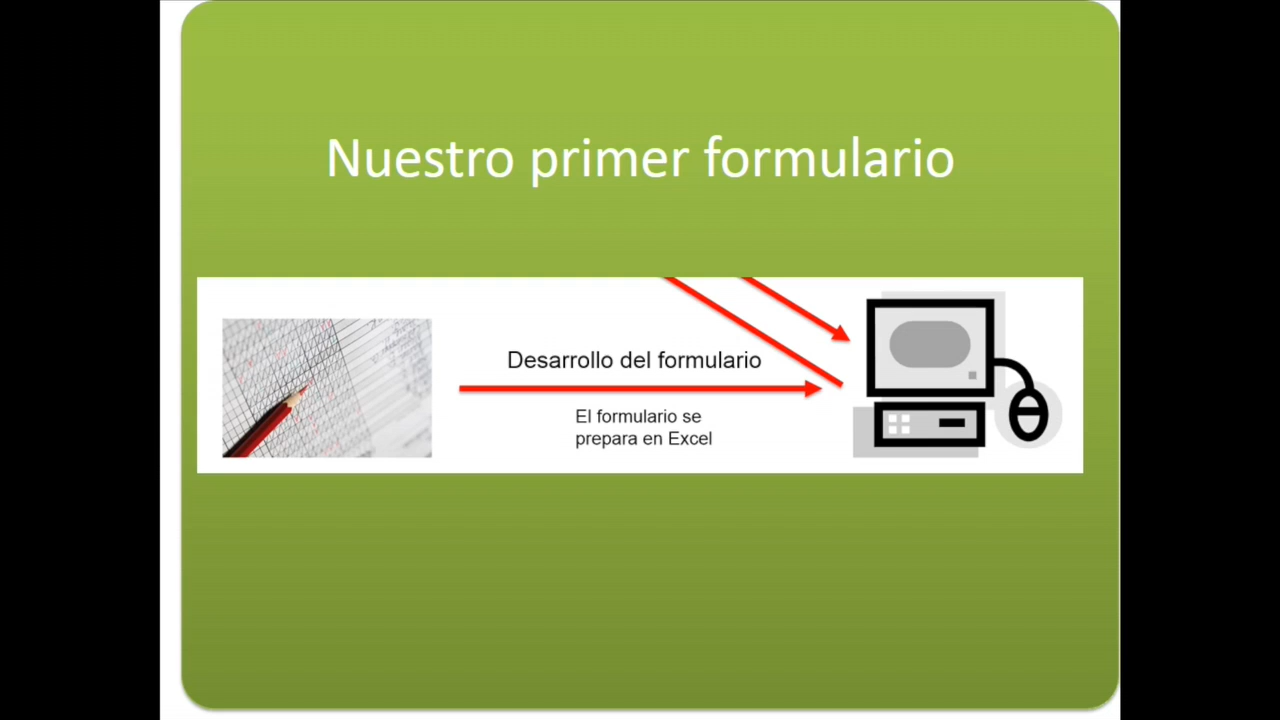 Nuestro primer formulario
Desarrollo del formulario
El formulario se
prepara en Excel